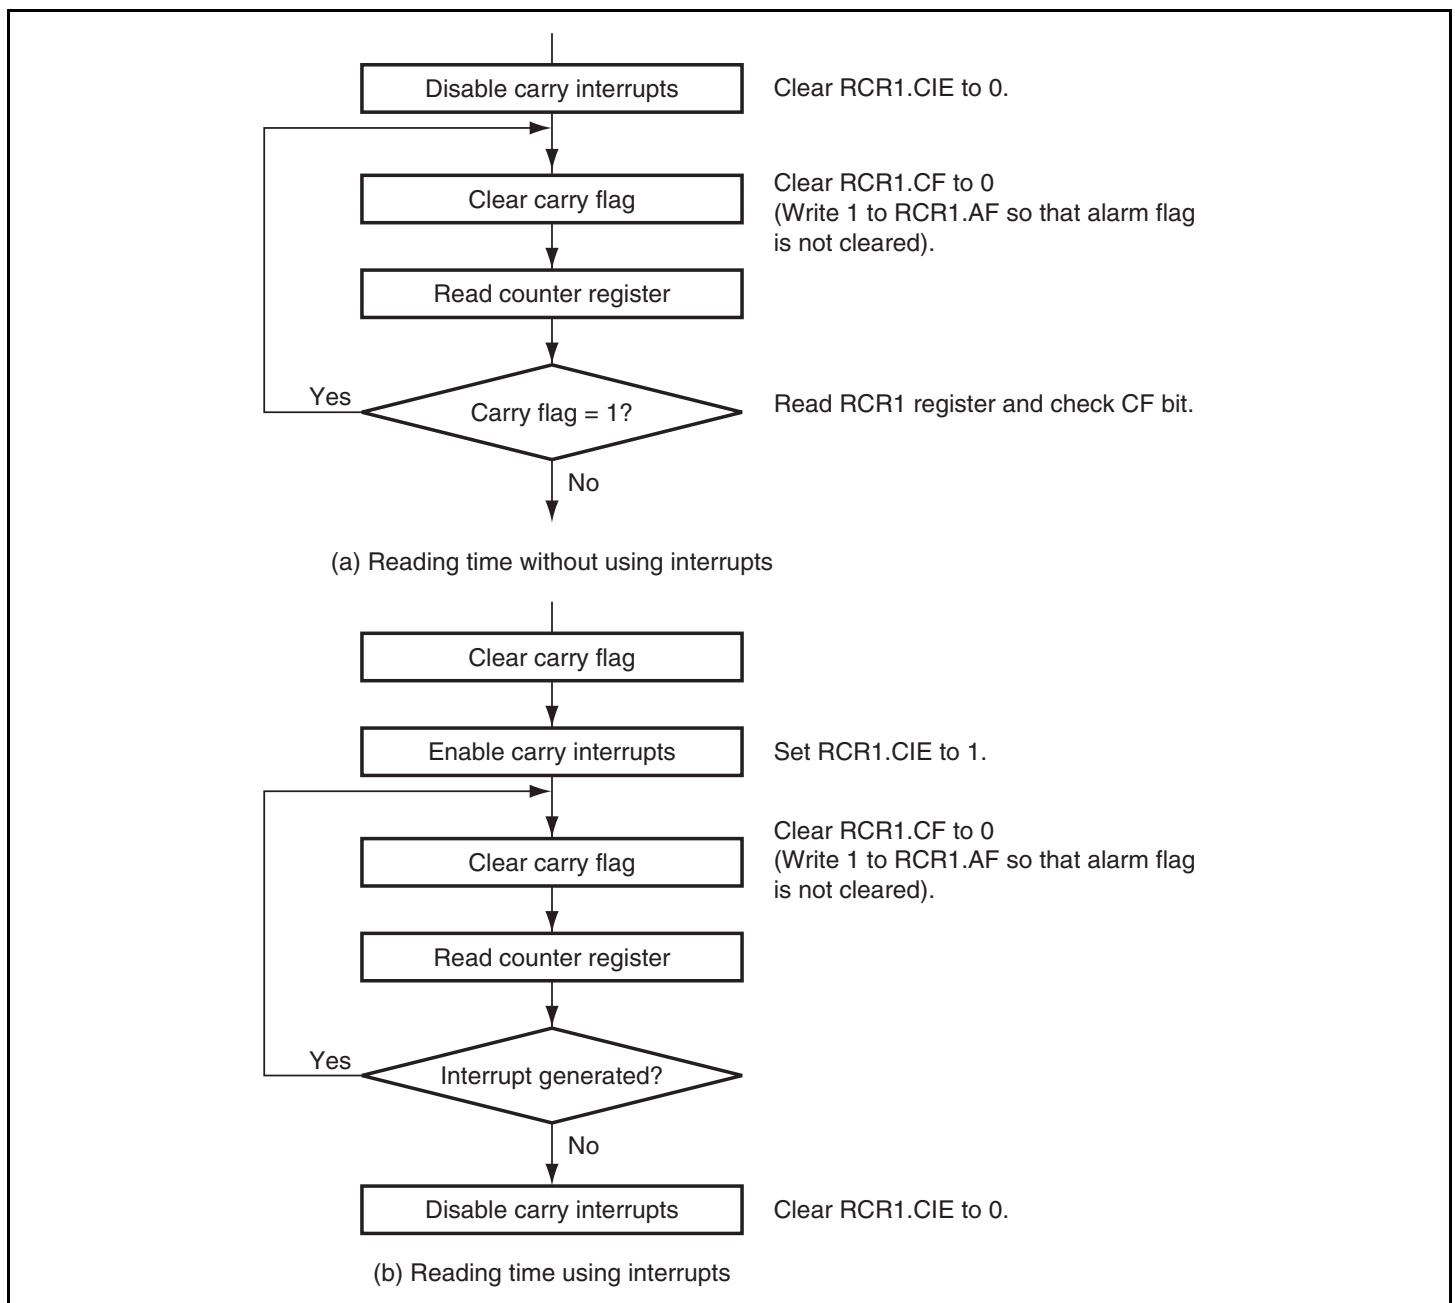 Disable carry interrupts
Clear RCR1.CIE to 0.
Clear carry flag
Clear RCR1.CF to 0
(Write 1 to RCR1.AF so that alarm flag
is not cleared).
Read counter register
Yes
Carry flag = 1?
Read RCR1 register and check CF bit.
No
(a) Reading time without using interrupts
Clear carry flag
Enable carry interrupts
Set RCR1.CIE to 1.
Clear carry flag
Clear RCR1.CF to 0
(Write 1 to RCR1.AF so that alarm flag
is not cleared).
Read counter register
Yes
Interrupt generated?
No
Disable carry interrupts
Clear RCR1.CIE to 0.
(b) Reading time using interrupts